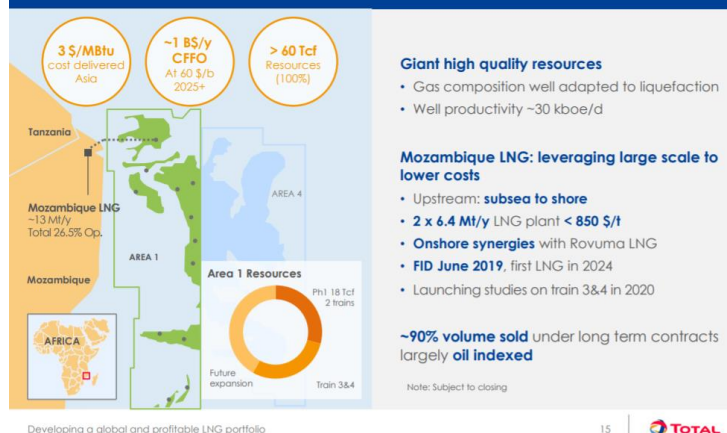 3 $/MBtu
cost delivered
Asia
~1 B$/y
CFFO
At 60 $/b
2025+
> 60 Tcf
Resources
(100%)
Tanzania
Mozambique LNG
~13 Mt/y
Total 26.5% Op.
Mozambique
AREA 1
AREA 4
AFRICA
Area 1 Resources
Ph1 18 Tcf
2 trains
Train 3&4
Future
expansion
Giant high quality resources
• Gas composition well adapted to liquefaction
• Well productivity ~30 kboe/d
Mozambique LNG: leveraging large scale to
lower costs
• Upstream: subsea to shore
• 2 x 6.4 Mt/y LNG plant < 850 $/t
• Onshore synergies with Rovuma LNG
• FID June 2019, first LNG in 2024
• Launching studies on train 3&4 in 2020
~90% volume sold under long term contracts
largely oil indexed
Note: Subject to closing
Developing a global and profitable LNG portfolio
15
TOTAL